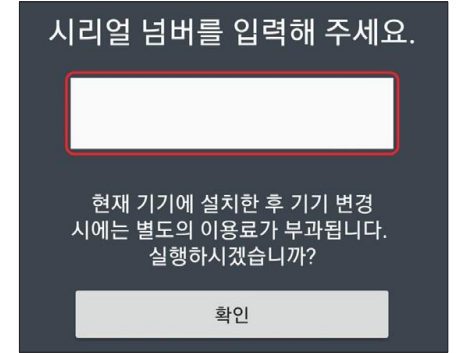 시리얼 넘버를 입력해 주세요.
현재 기기에 설치한 후 기기 변경
시에는 별도의 이용료가 부과됩니다.
실행하시겠습니까?
확인